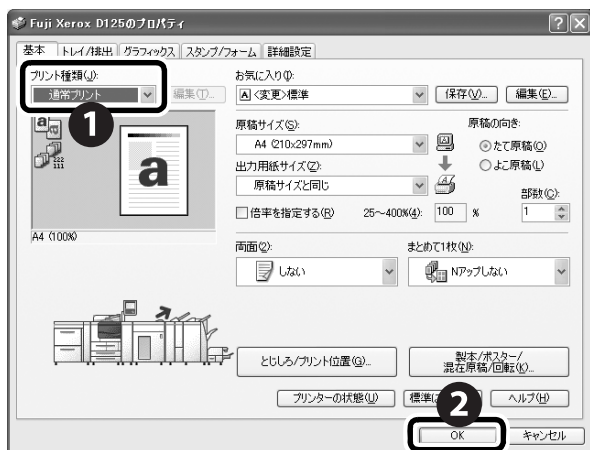 Fuji Xerox D125のプロパティ
基本 トレイ/排出 グラフィックス スタンプ/フォーム 詳細設定
プリント種類(J):
通常プリント
編集(T)...
1
お気に入り(I):
<変更>標準
保存(V)...
編集(E)...
原稿サイズ(S):
A4 (210×297mm)
原稿の向き:
たて原稿(O)
よこ原稿(L)
出力用紙サイズ(Z):
原稿サイズと同じ
部数(C):
倍率を指定する(R) 25～400%(4): 100 % 1
A4 (100%)
両面(2):
しない
まとめて1枚(N):
Nアップしない
とじしろ/プリント位置(G)...
製本/ポスター/
混在原稿/回転(K)...
プリンターの状態(U)
標準
ヘルプ(H)
2
OK
キャンセル